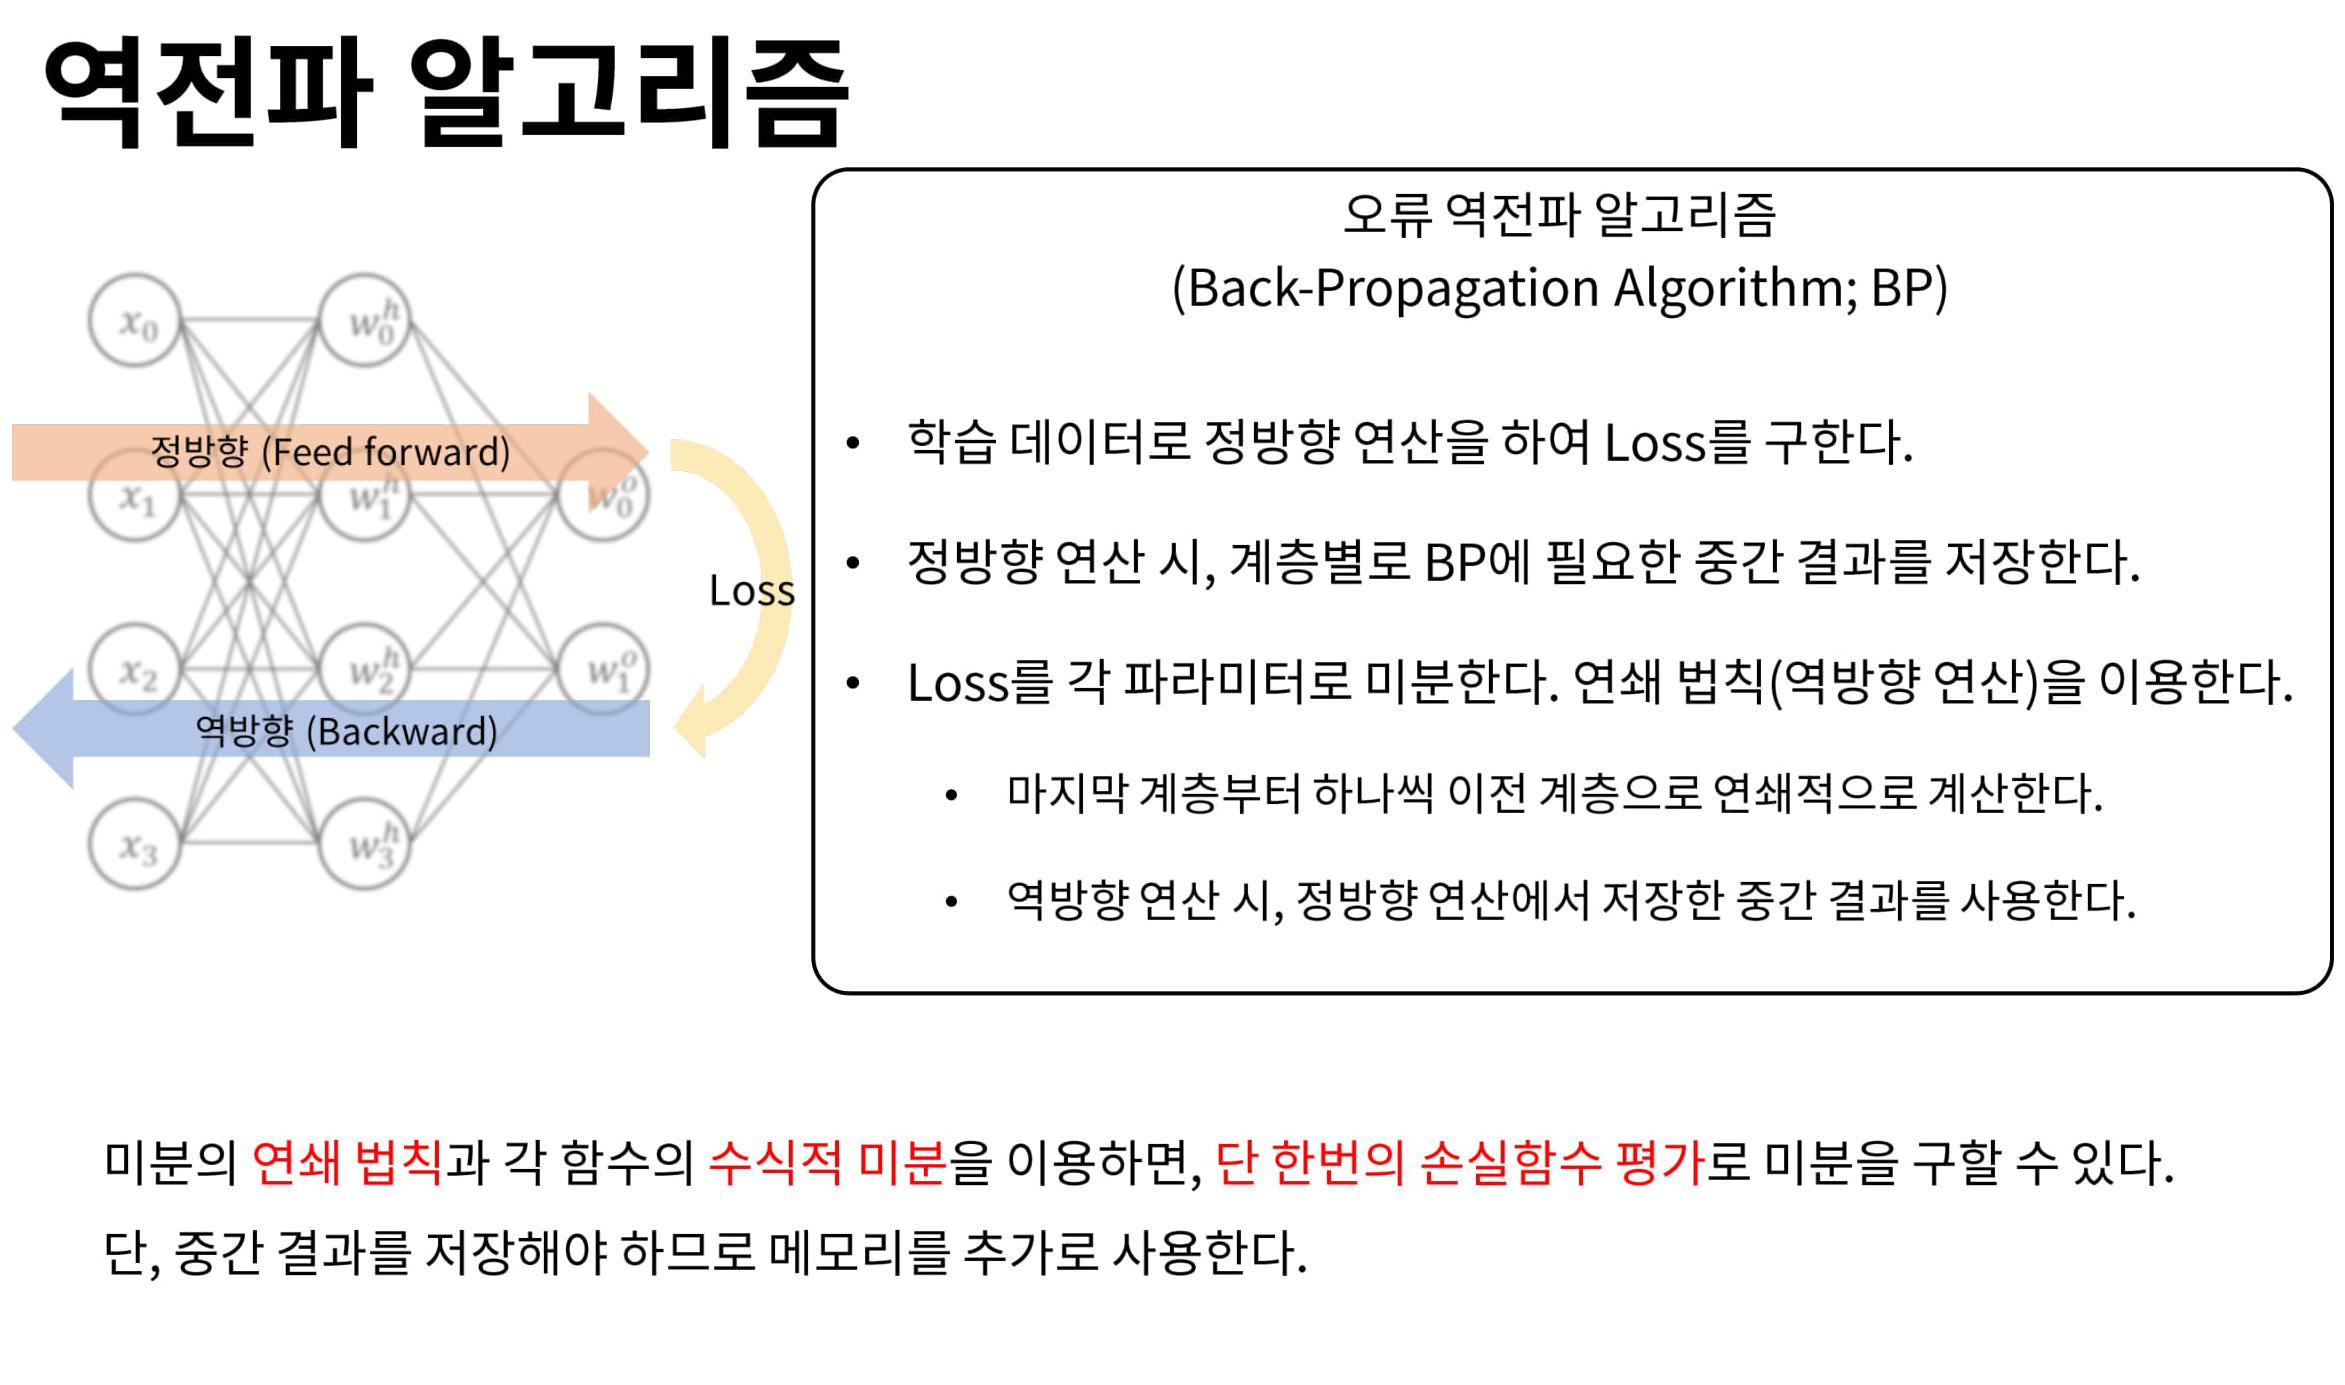 역전파 알고리즘
오류 역전파 알고리즘
(Back-Propagation Algorithm; BP)
x₀ w₀ʰ
정방향 (Feed forward)
x₁ w₁ʰ w₀ᵒ
Loss
x₂ w₂ʰ w₁ᵒ
역방향 (Backward)
x₃ w₃ʰ
• 학습 데이터로 정방향 연산을 하여 Loss를 구한다.
• 정방향 연산 시, 계층별로 BP에 필요한 중간 결과를 저장한다.
• Loss를 각 파라미터로 미분한다. 연쇄 법칙(역방향 연산)을 이용한다.
• 마지막 계층부터 하나씩 이전 계층으로 연쇄적으로 계산한다.
• 역방향 연산 시, 정방향 연산에서 저장한 중간 결과를 사용한다.
미분의 연쇄 법칙과 각 함수의 수식적 미분을 이용하면, 단 한번의 손실함수 평가로 미분을 구할 수 있다.
단, 중간 결과를 저장해야 하므로 메모리를 추가로 사용한다.